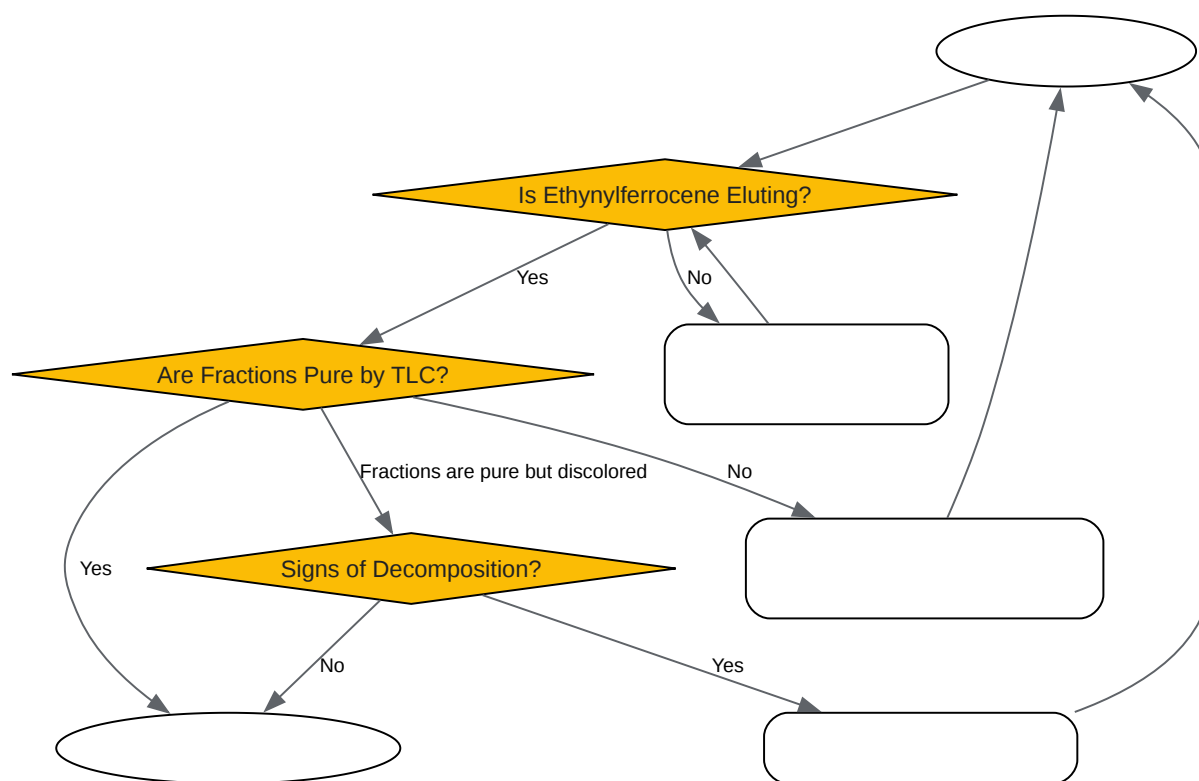 Is Ethynylferrocene Eluting?
Yes
No
Are Fractions Pure by TLC?
Fractions are pure but discolored
No
Yes
Signs of Decomposition?
No
Yes